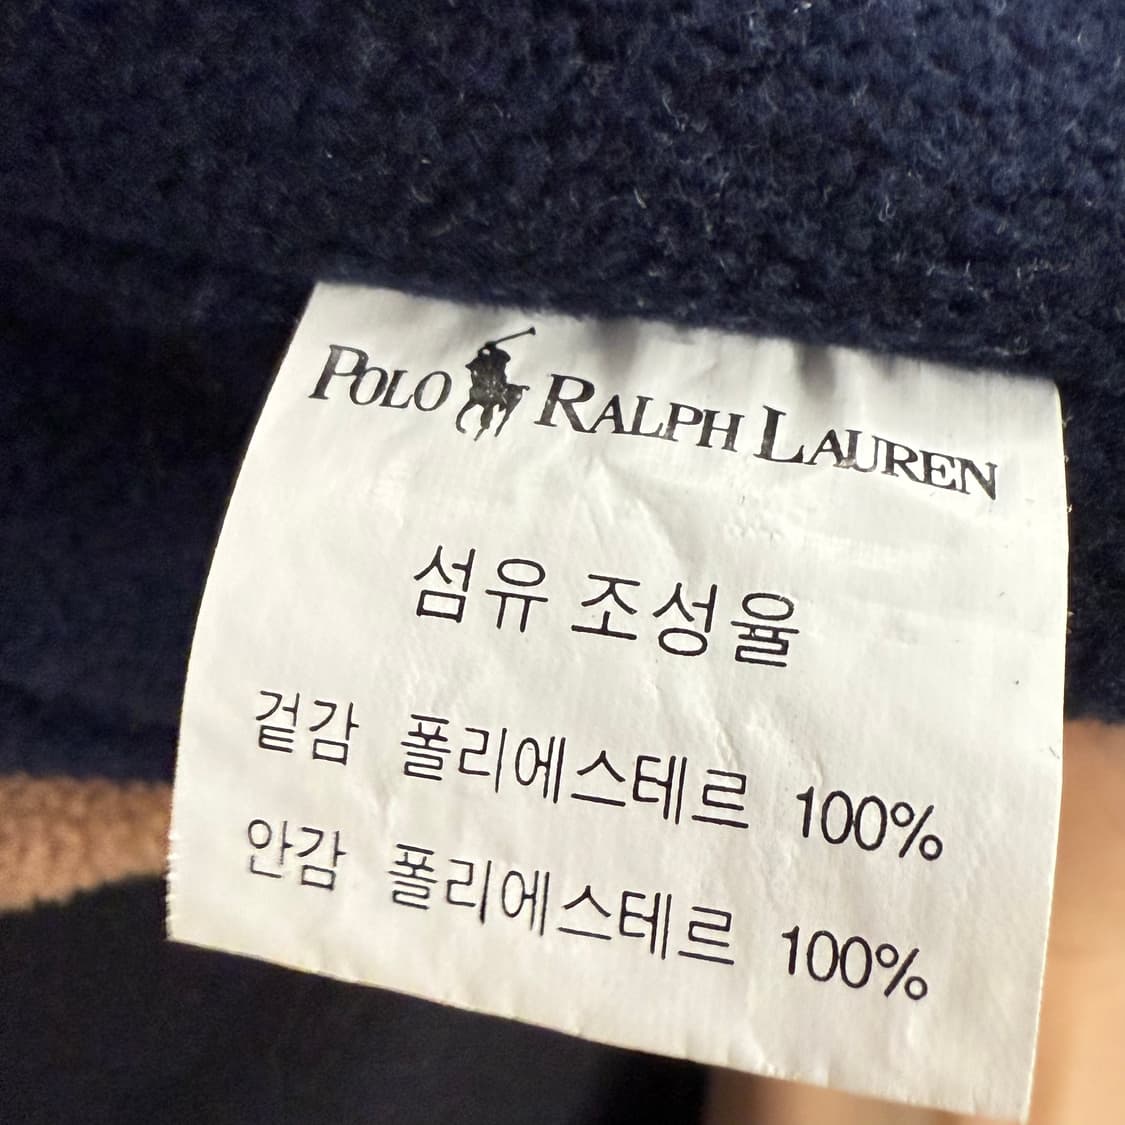 POLO RALPH LAUREN
섬유 조성율
겉감 폴리에스테르 100%
안감 폴리에스테르 100%